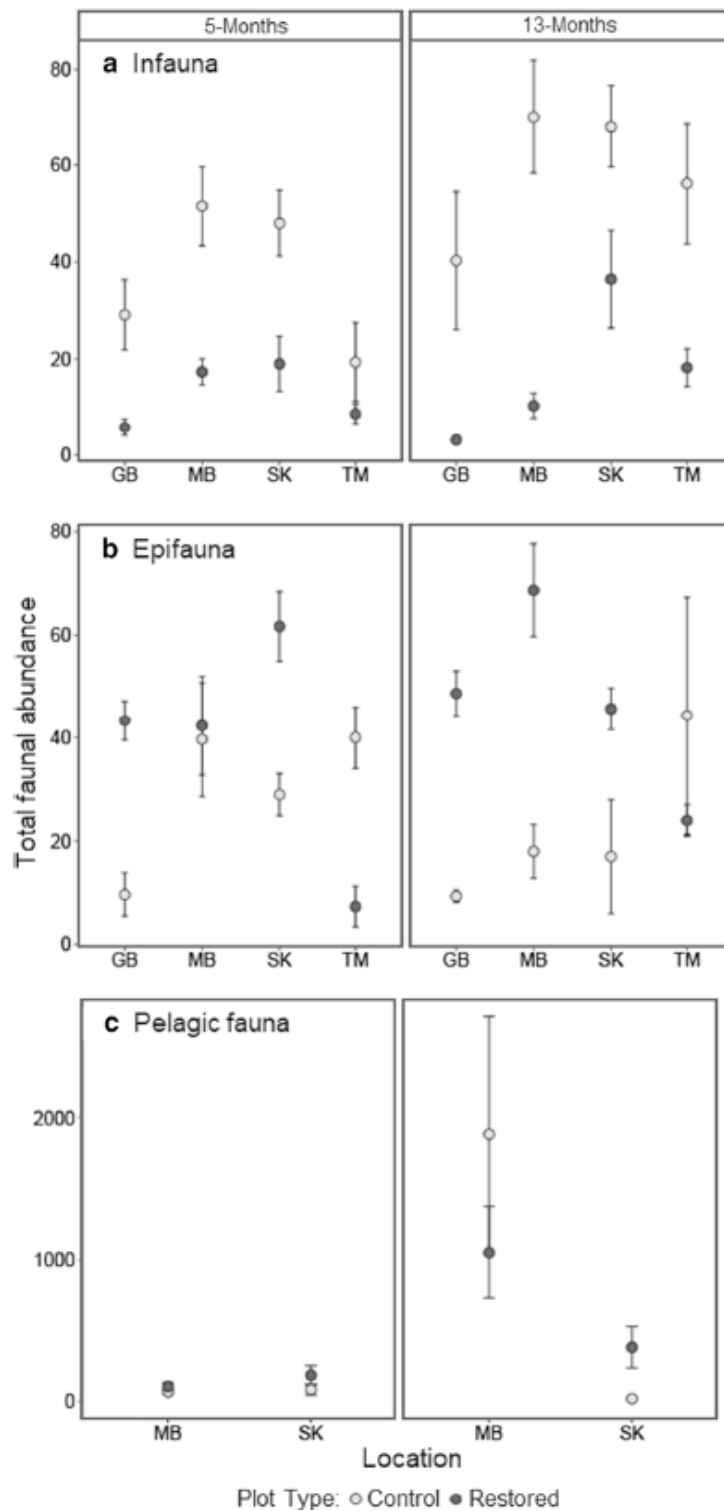 5-Months 13-Months
a Infauna
80
60
40
20
0
GB MB SK TM GB MB SK TM
b Epifauna
80
60
40
20
0
GB MB SK TM GB MB SK TM
Total faunal abundance
c Pelagic fauna
2000
1000
0
MB SK MB SK
Location
Plot Type: Control Restored